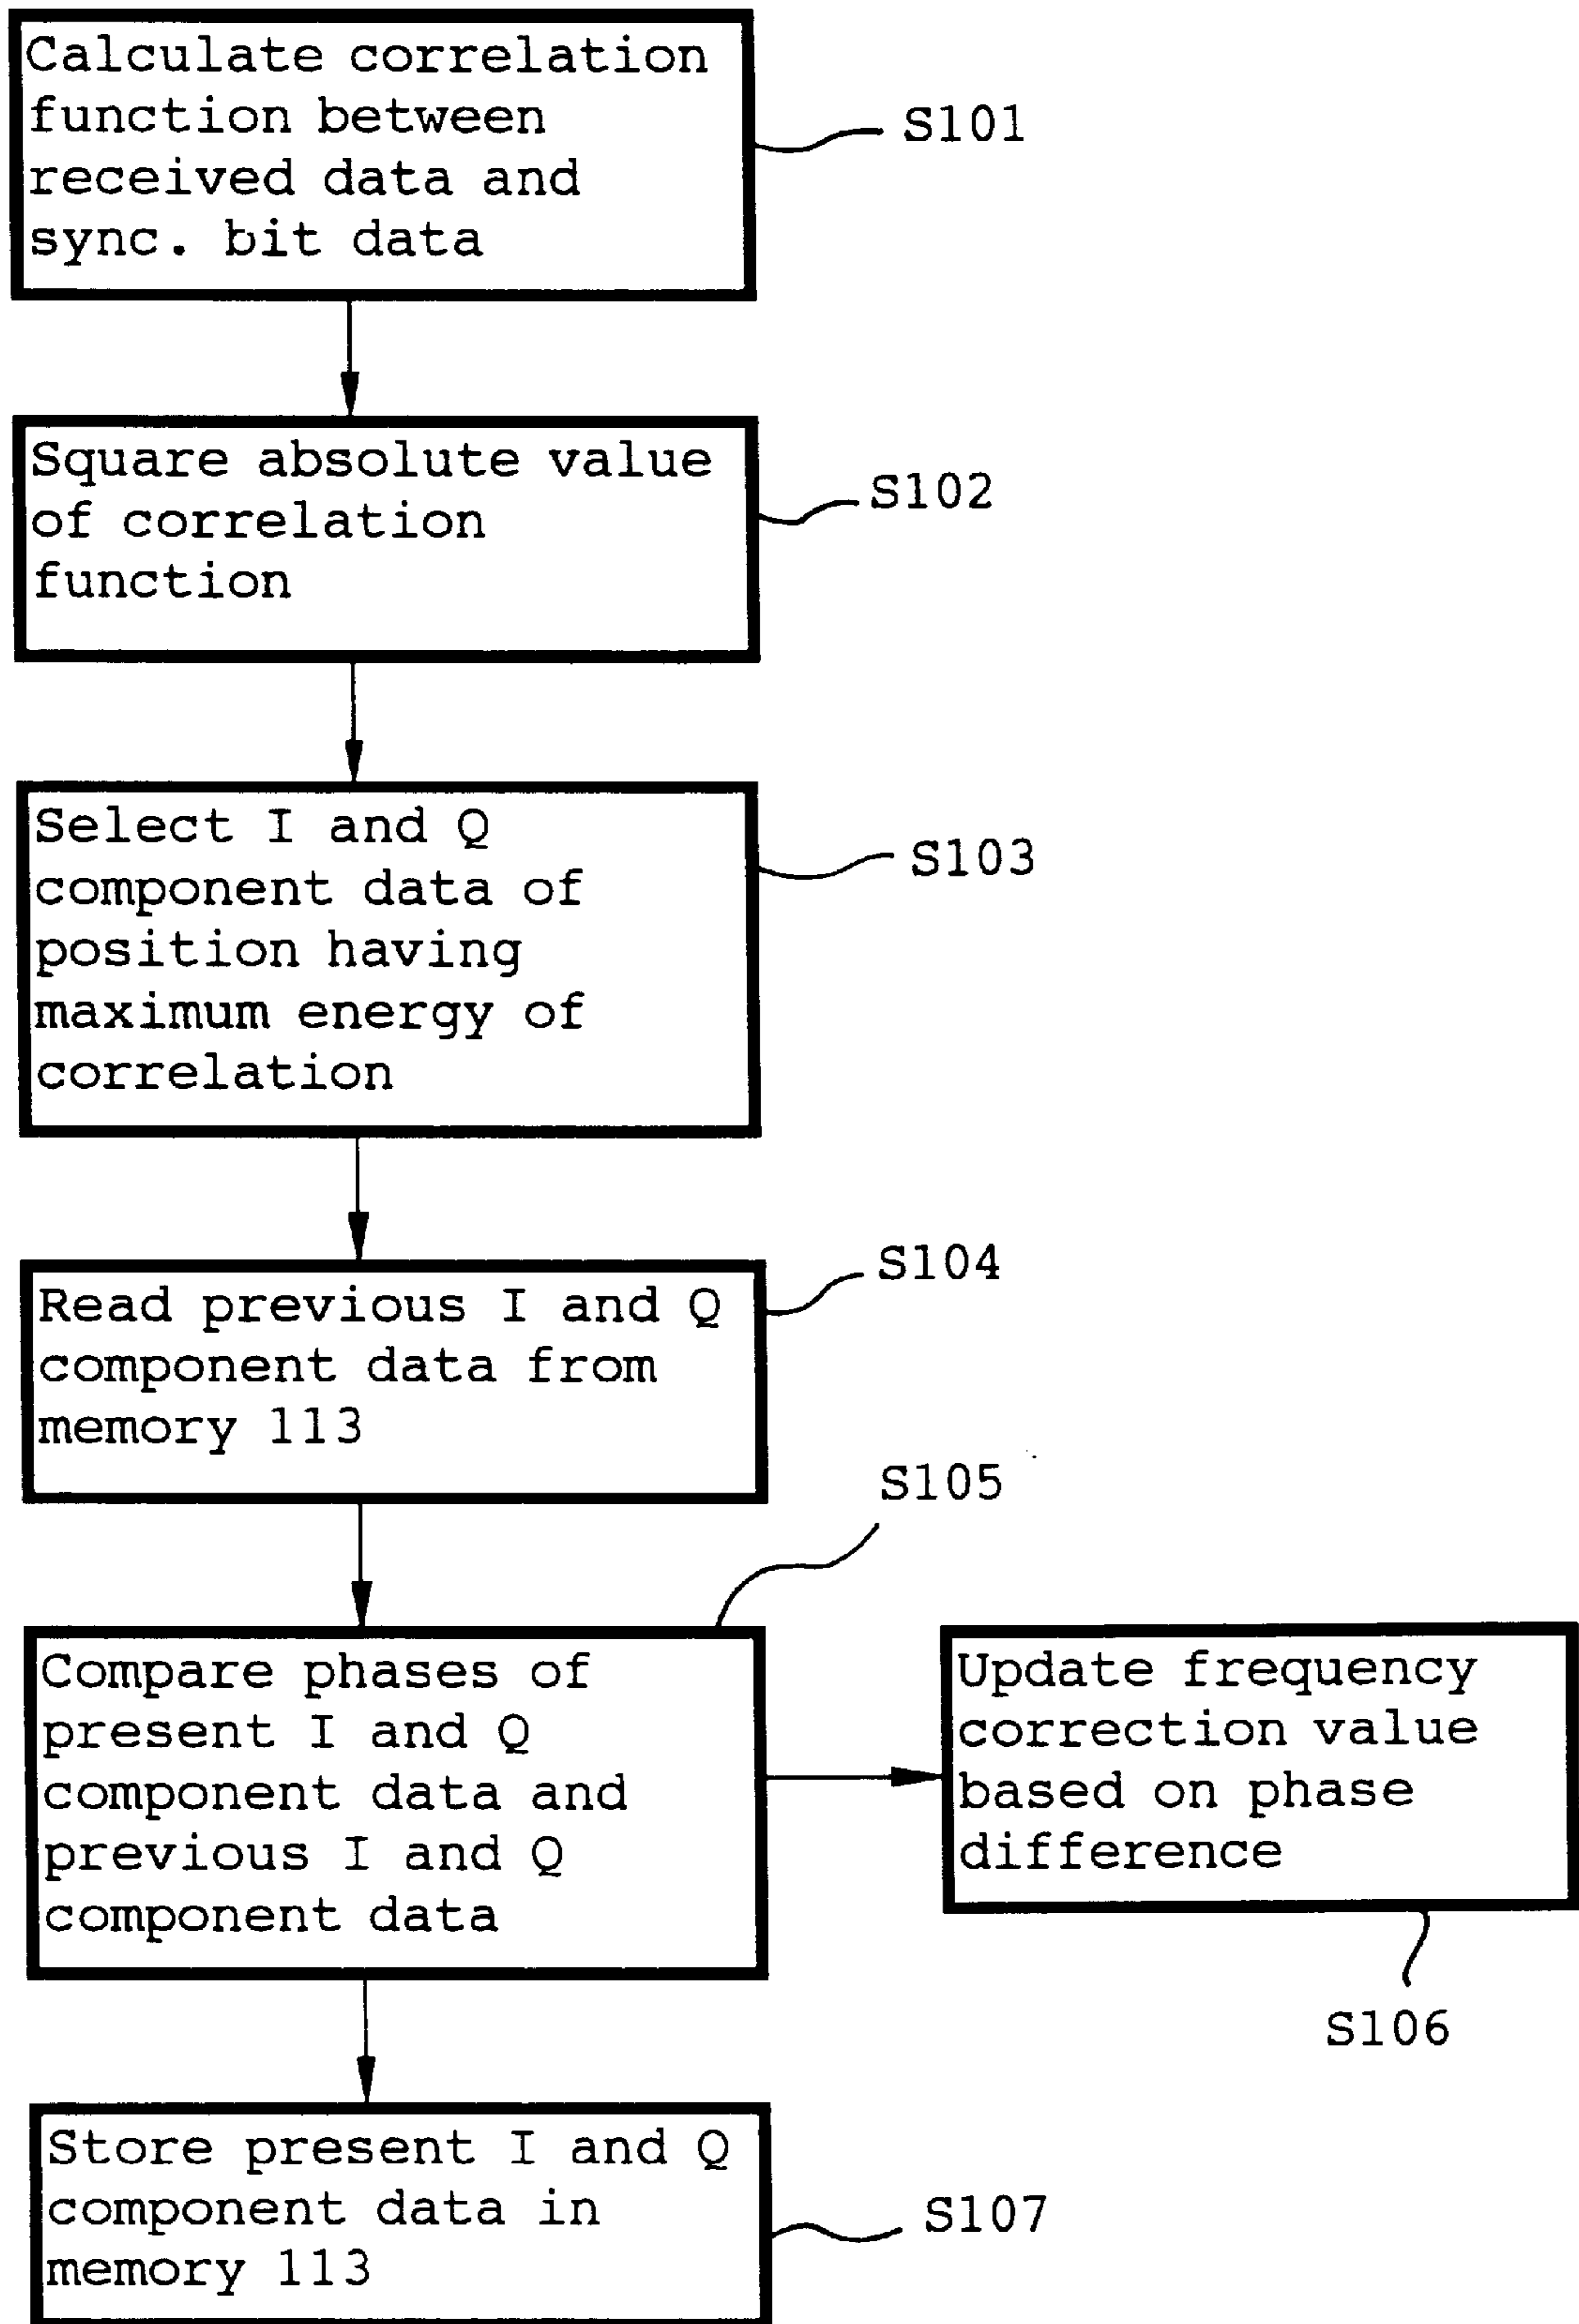 Calculate correlation
function between
received data and
sync. bit data
S101
Square absolute value
of correlation
function
S102
Select I and Q
component data of
position having
maximum energy of
correlation
S103
Read previous I and Q
component data from
memory 113
S104
S105
Compare phases of
present I and Q
component data and
previous I and Q
component data
Update frequency
correction value
based on phase
difference
S106
Store present I and Q
component data in
memory 113
S107